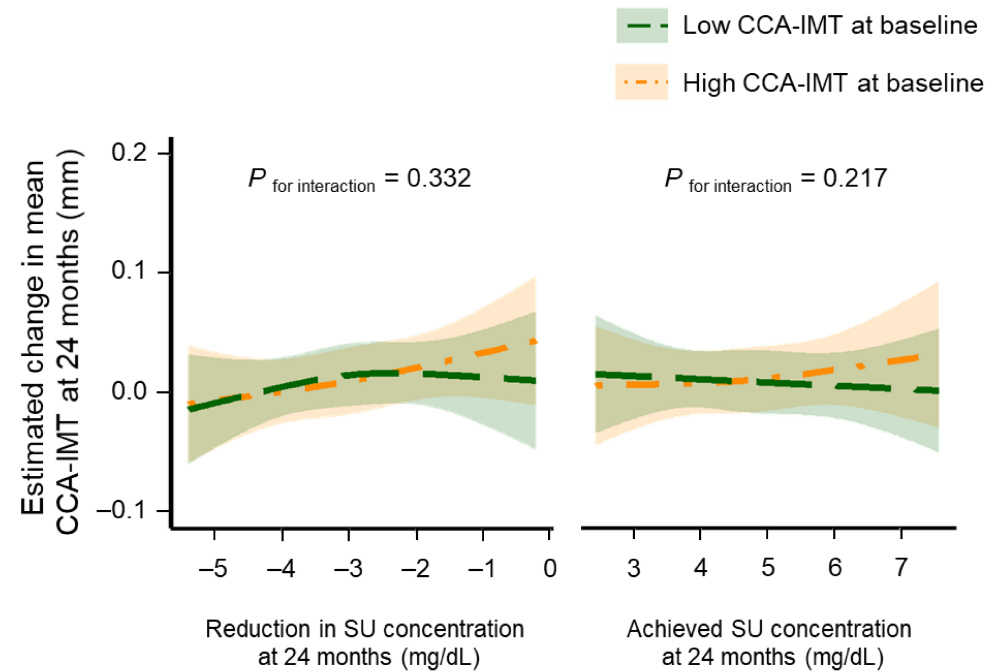 Low CCA-IMT at baseline
High CCA-IMT at baseline
Estimated change in mean
CCA-IMT at 24 months (mm)
0.2
0.1
0.0
–0.1
P for interaction = 0.332
P for interaction = 0.217
–5 –4 –3 –2 –1 0
3 4 5 6 7
Reduction in SU concentration
at 24 months (mg/dL)
Achieved SU concentration
at 24 months (mg/dL)